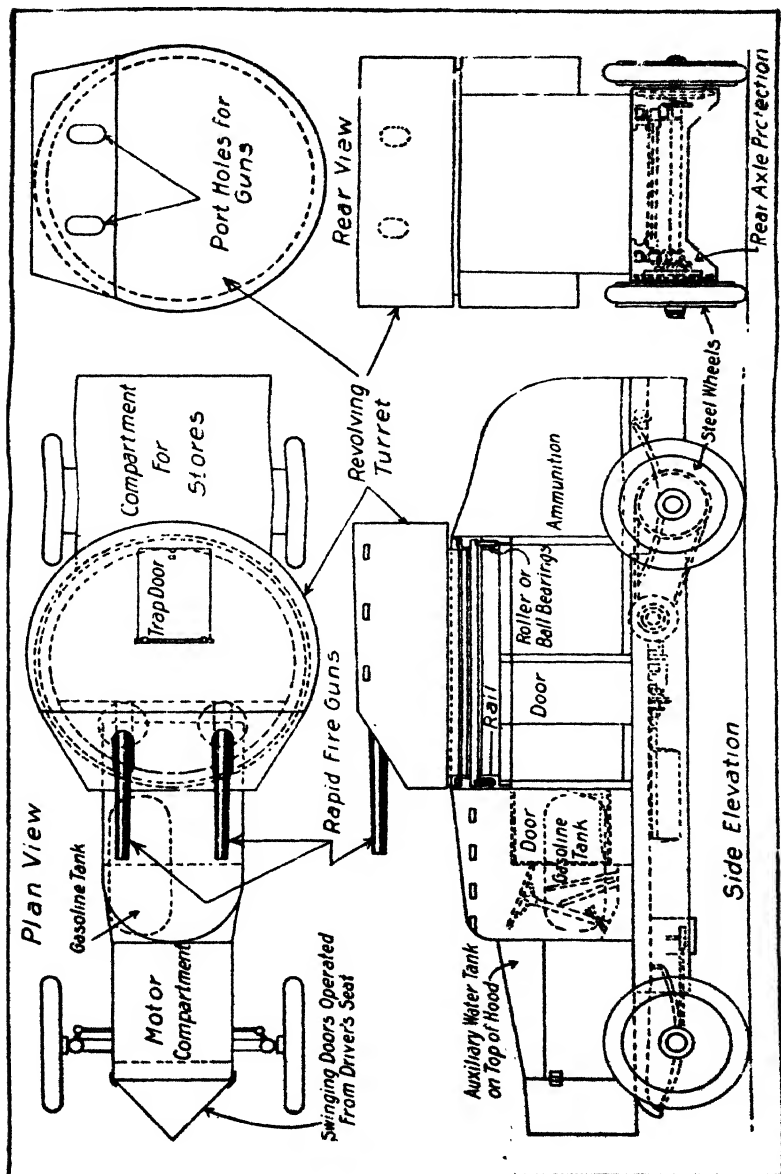 Plan View
Gasoline Tank
Motor
Compartment
Swinging Doors Operated
From Driver's Seat
Trap Door
Compartment
For
Stores
Rapid Fire Guns
Revolving
Turret
Port Holes for
Guns
Rear View
Rear Axle Protection
Steel Wheels
Auxiliary Water Tank
on Top of Hood
Door
Gasoline
Tank
Rail
Door
Roller or
Ball Bearings
Ammunition
Side Elevation